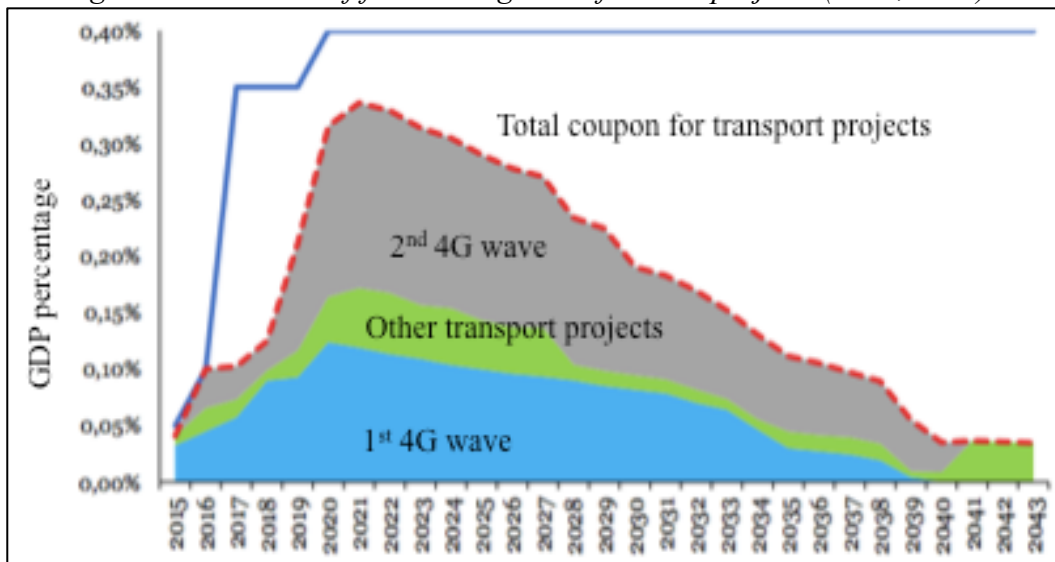 0,40%
0,35%
0,30%
0,25%
0,20%
0,15%
0,10%
0,05%
0,00%
GDP percentage
Total coupon for transport projects
2nd 4G wave
Other transport projects
1st 4G wave
2015 2016 2017 2018 2019 2020 2021 2022 2023 2024 2025 2026 2027 2028 2029 2030 2031 2032 2033 2034 2035 2036 2037 2038 2039 2040 2041 2042 2043